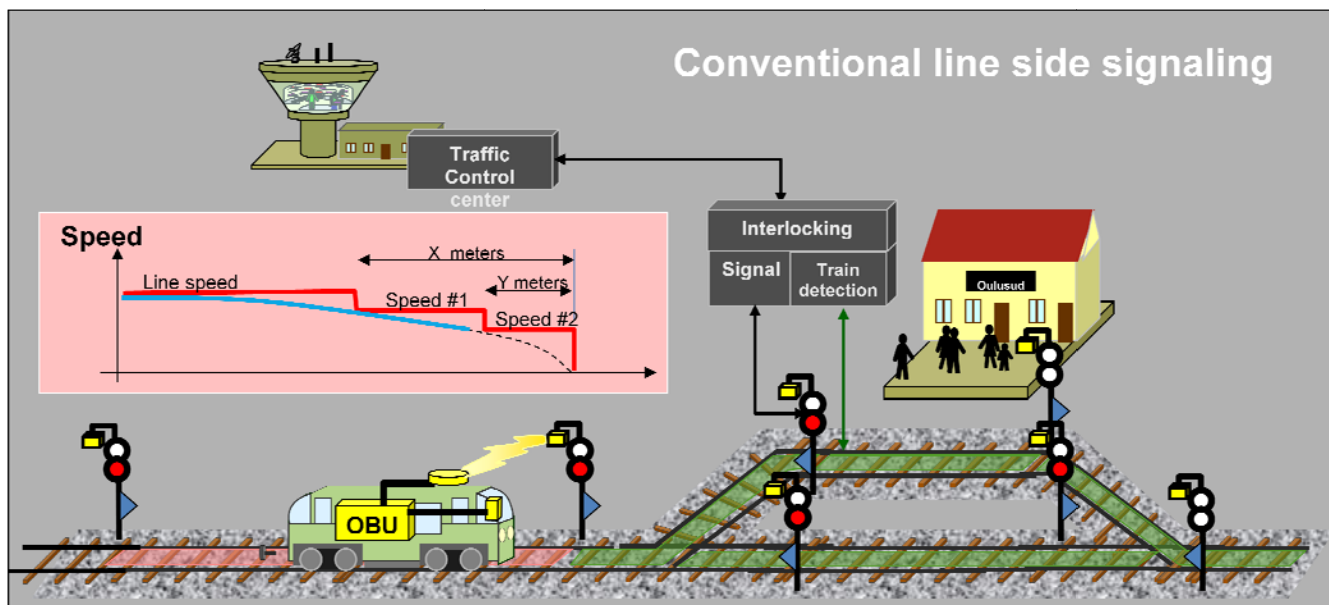 Conventional line side signaling
Traffic
Control
center
Interlocking
Signal
Train
detection
Oulusud
Speed
X meters
Y meters
Line speed
Speed #1
Speed #2
OBU